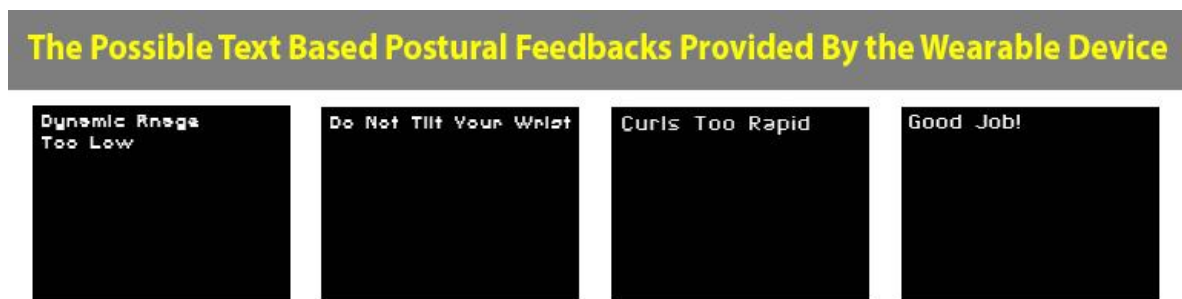 The Possible Text Based Postural Feedbacks Provided By the Wearable Device
Dynamic Rnage
Too Low
Do Not Tilt Your Wrist
Curls Too Rapid
Good Job!